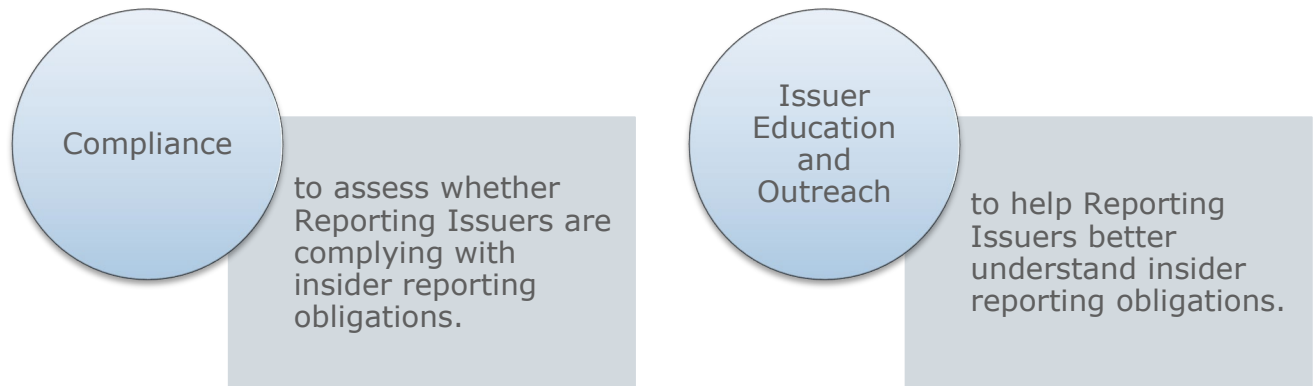 Compliance
to assess whether
Reporting Issuers are
complying with
insider reporting
obligations.
Issuer
Education
and
Outreach
to help Reporting
Issuers better
understand insider
reporting obligations.